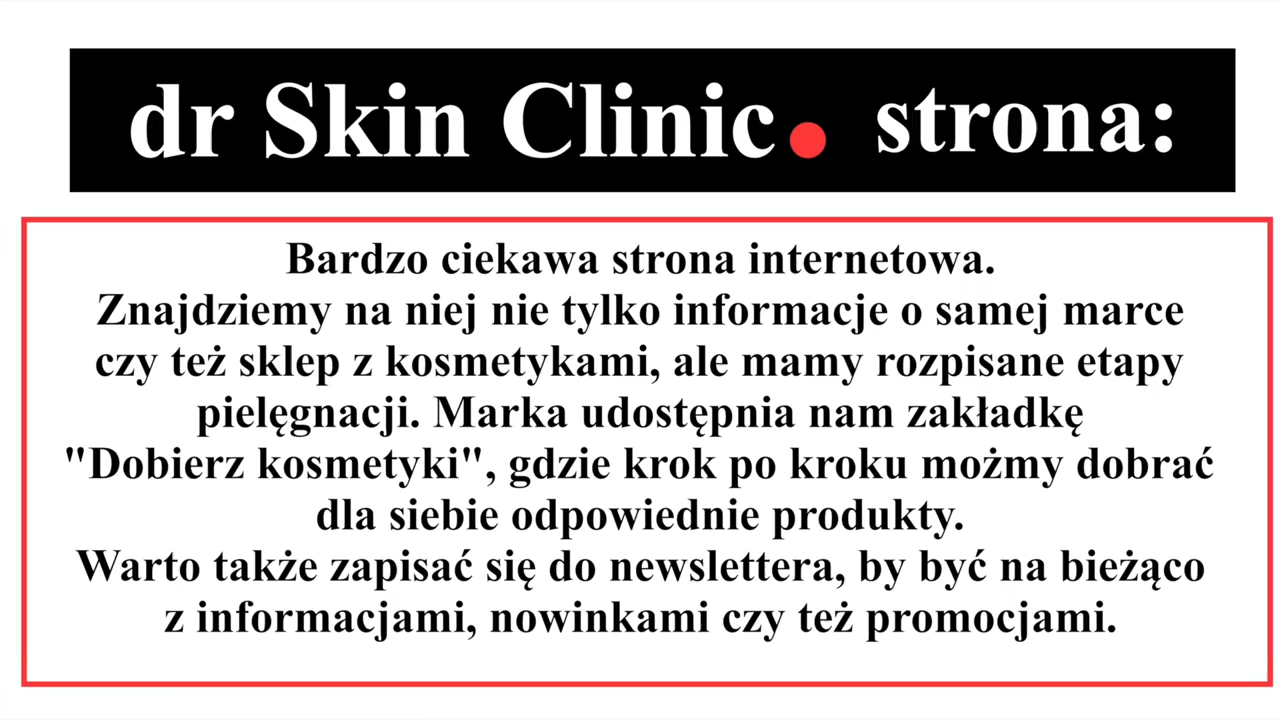 dr Skin Clinic. strona:
Bardzo ciekawa strona internetowa.
Znajdziemy na niej nie tylko informacje o samej marce
czy też sklep z kosmetykami, ale mamy rozpisane etapy
pielęgnacji. Marka udostępnia nam zakładkę
"Dobierz kosmetyki", gdzie krok po kroku możmy dobrać
dla siebie odpowiednie produkty.
Warto także zapisać się do newslettera, by być na bieżąco
z informacjami, nowinkami czy też promocjami.